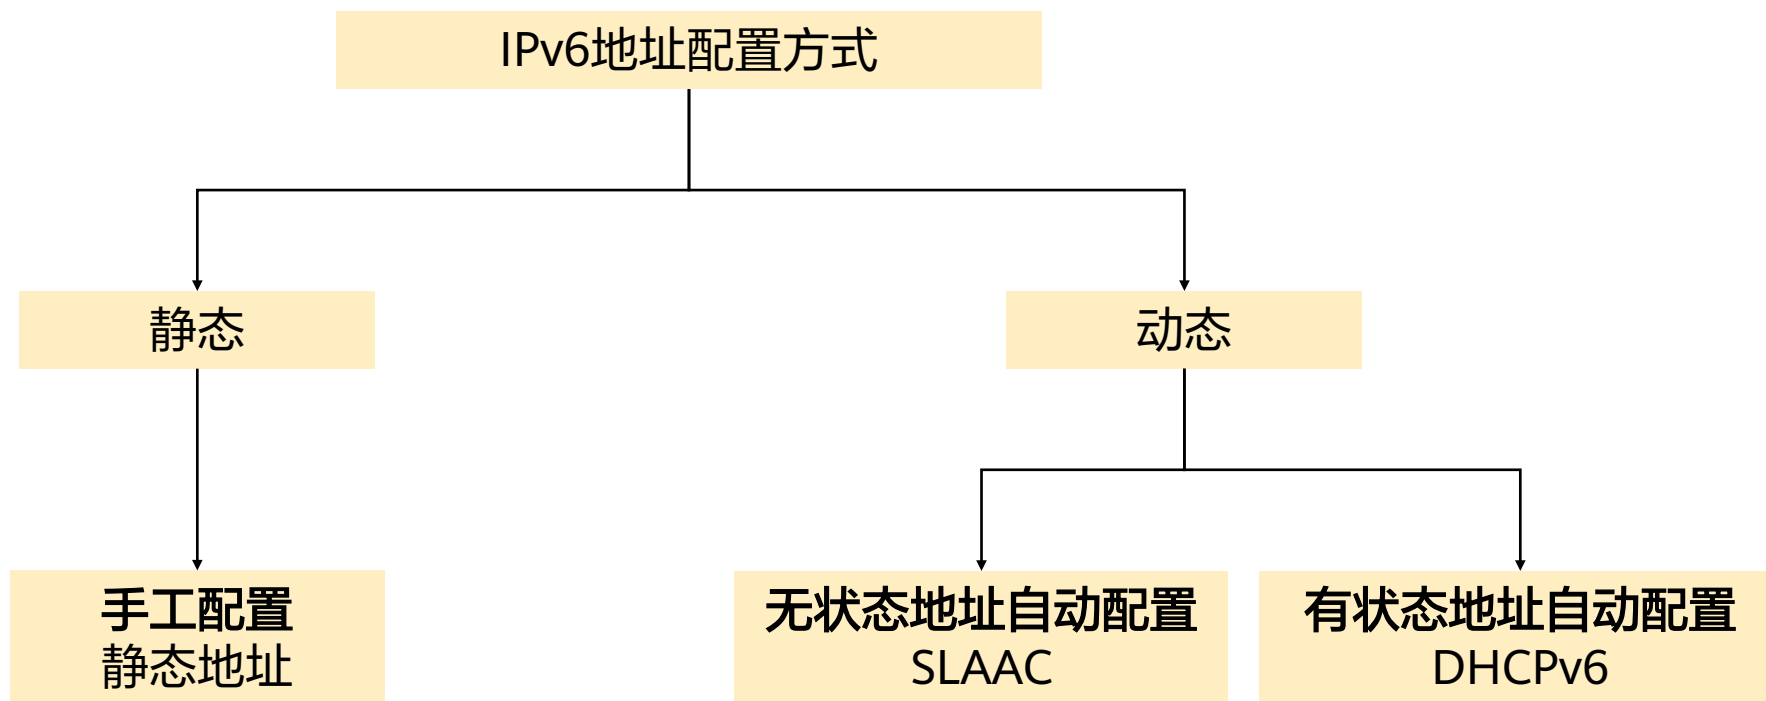 IPv6地址配置方式
静态
动态
手工配置
静态地址
无状态地址自动配置
SLAAC
有状态地址自动配置
DHCPv6